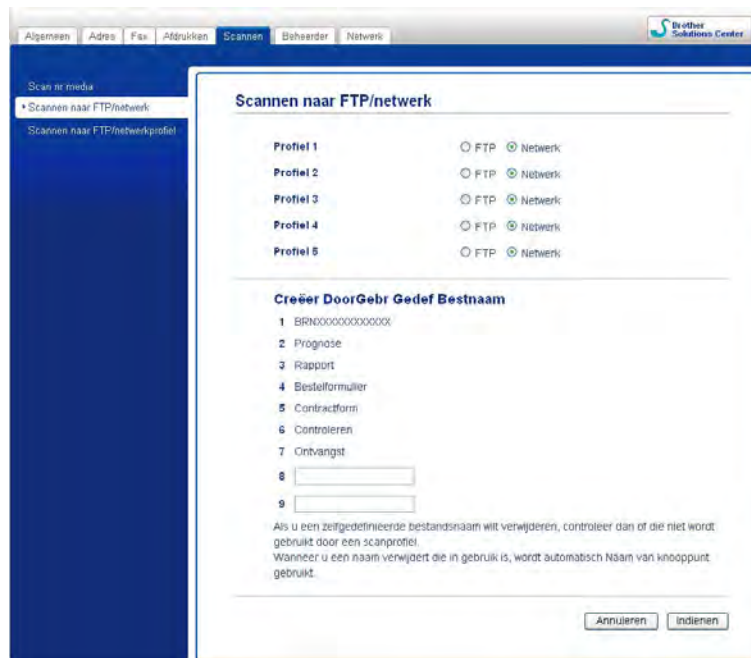 Algemeen Adres Fax Afdrukken Scannen Beheerder Netwerk
Brother
Solutions Center
Scan nr media
Scannen naar FTP/netwerk
Scannen naar FTP/netwerkprofiel
Scannen naar FTP/netwerk
Profiel 1 FTP Netwerk
Profiel 2 FTP Netwerk
Profiel 3 FTP Netwerk
Profiel 4 FTP Netwerk
Profiel 5 FTP Netwerk
Creëer DoorGebr Gedef Bestnaam
1 BRNXXXXXXXXXXXX
2 Prognose
3 Rapport
4 Bestelformulier
5 Contractform
6 Controleren
7 Ontvangst
8
9
Als u een zelfgedefinieerde bestandsnaam wilt verwijderen, controleer dan of die niet wordt
gebruikt door een scanprofiel.
Wanneer u een naam verwijdert die in gebruik is, wordt automatisch Naam van knooppunt
gebruikt.
Annuleren Indienen